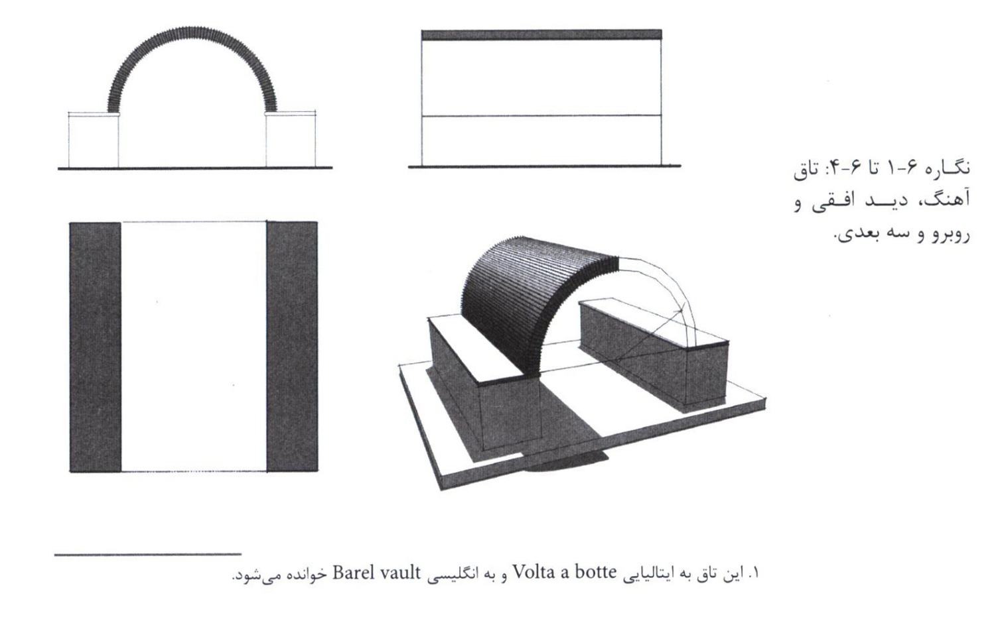 نگاره ۶-۱ تا ۶-۴: تاق
آهنگ، دید افقی و
روبرو و سه بعدی.
۱. این تاق به ایتالیایی Volta a botte و به انگلیسی Barel vault خوانده می‌شود.